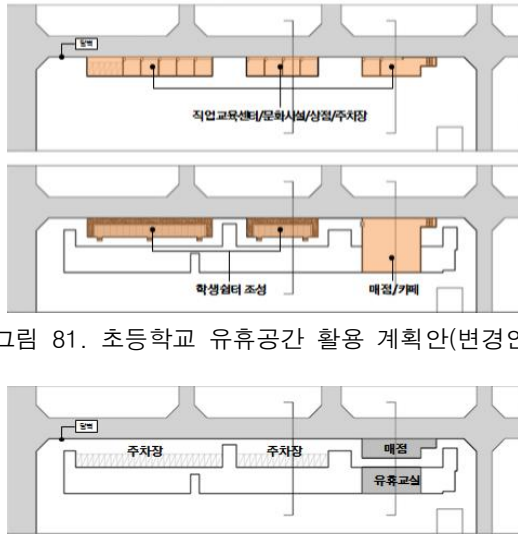 담벽
직업교육센터/문화시설/상점/주차장
학생쉼터 조성
매점/카페
그림 81. 초등학교 유휴공간 활용 계획안(변경안
담벽
주차장
주차장
매점
유휴교실